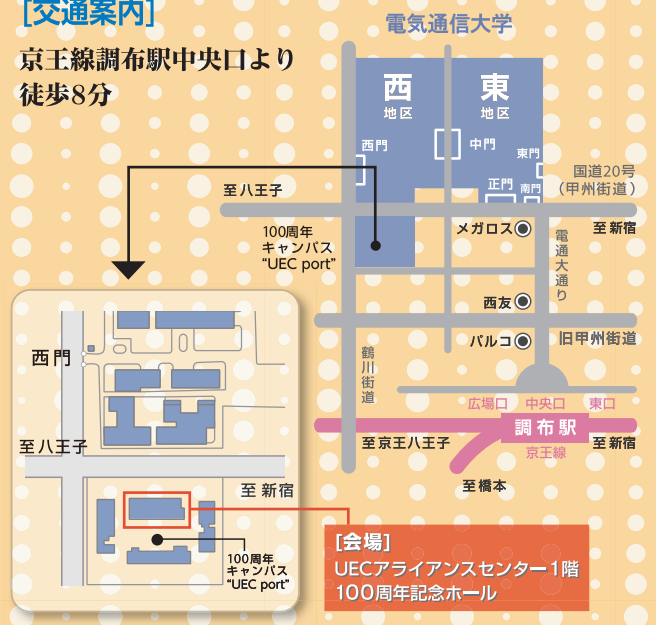 [交通案内]
京王線調布駅中央口より
徒歩8分
電気通信大学
西
地区
東
地区
西門
中門
東門
正門
南門
国道20号
（甲州街道）
至八王子
至新宿
100周年
キャンパス
“UEC port”
メガロス
電通大通り
西友
パルコ
旧甲州街道
鶴川街道
広場口
中央口
東口
調布駅
京王線
至京王八王子
至新宿
至橋本
西門
至八王子
至 新宿
100周年
キャンパス
“UEC port”
[会場]
UECアライアンスセンター1階
100周年記念ホール